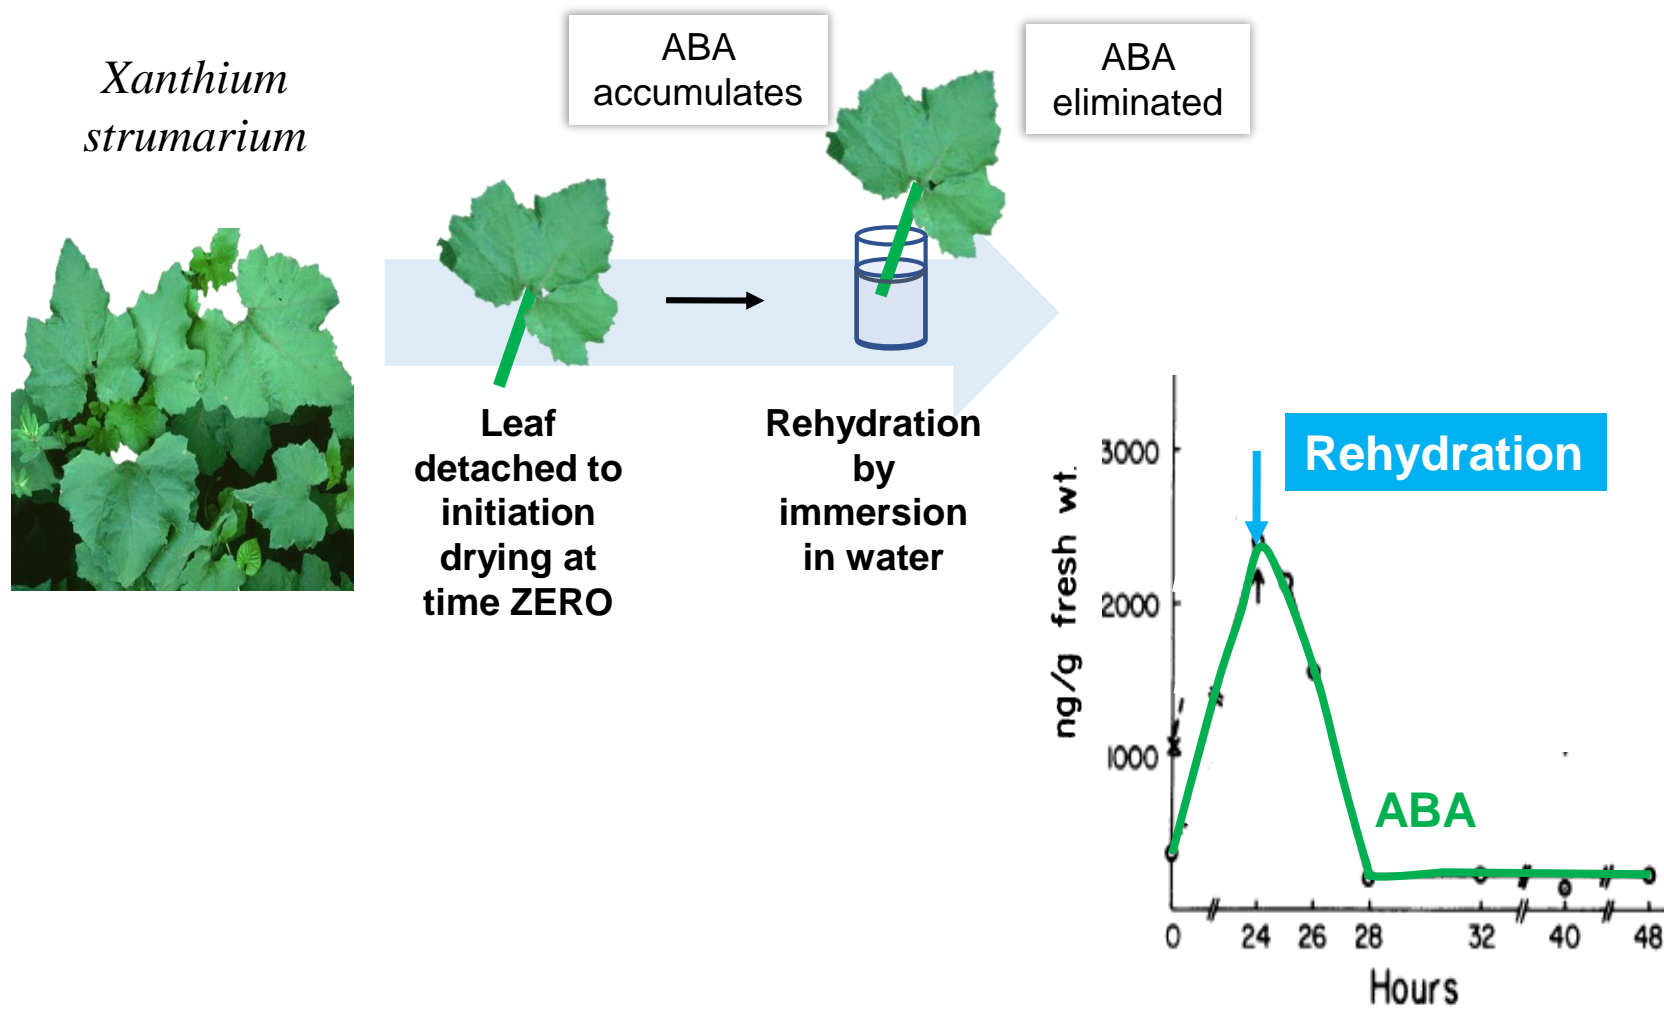 Xanthium
strumarium
ABA
accumulates
ABA
eliminated
Leaf
detached to
initiation
drying at
time ZERO
Rehydration
by
immersion
in water
Rehydration
ng/g fresh wt.
3000
2000
1000
ABA
0 24 26 28 32 40 48
Hours